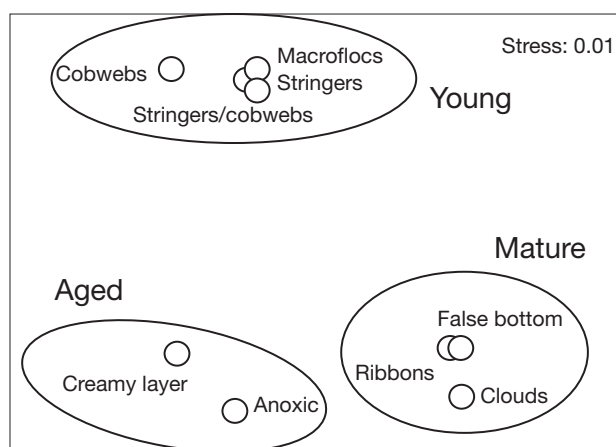 Stress: 0.01
Macroflocs
Cobwebs
Stringers
Stringers/cobwebs
Young
Mature
Aged
False bottom
Ribbons
Creamy layer
Clouds
Anoxic